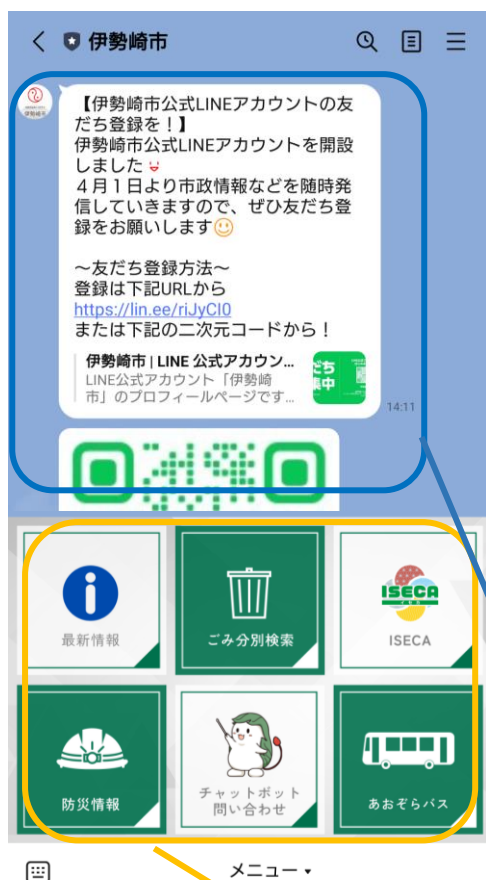 伊勢崎市
【伊勢崎市公式LINEアカウントの友
だち登録を！】
伊勢崎市公式LINEアカウントを開設
しました
４月１日より市政情報などを随時発
信していきますので、ぜひ友だち登
録をお願いします
～友だち登録方法～
登録は下記URLから
https://lin.ee/riJyCI0
または下記の二次元コードから！
伊勢崎市 | LINE 公式アカウン...
LINE公式アカウント「伊勢崎
市」のプロフィールページです...
14:11
最新情報
ごみ分別検索
ISECA
ISECA
防災情報
チャットボット
問い合わせ
あおぞらバス
メニュー